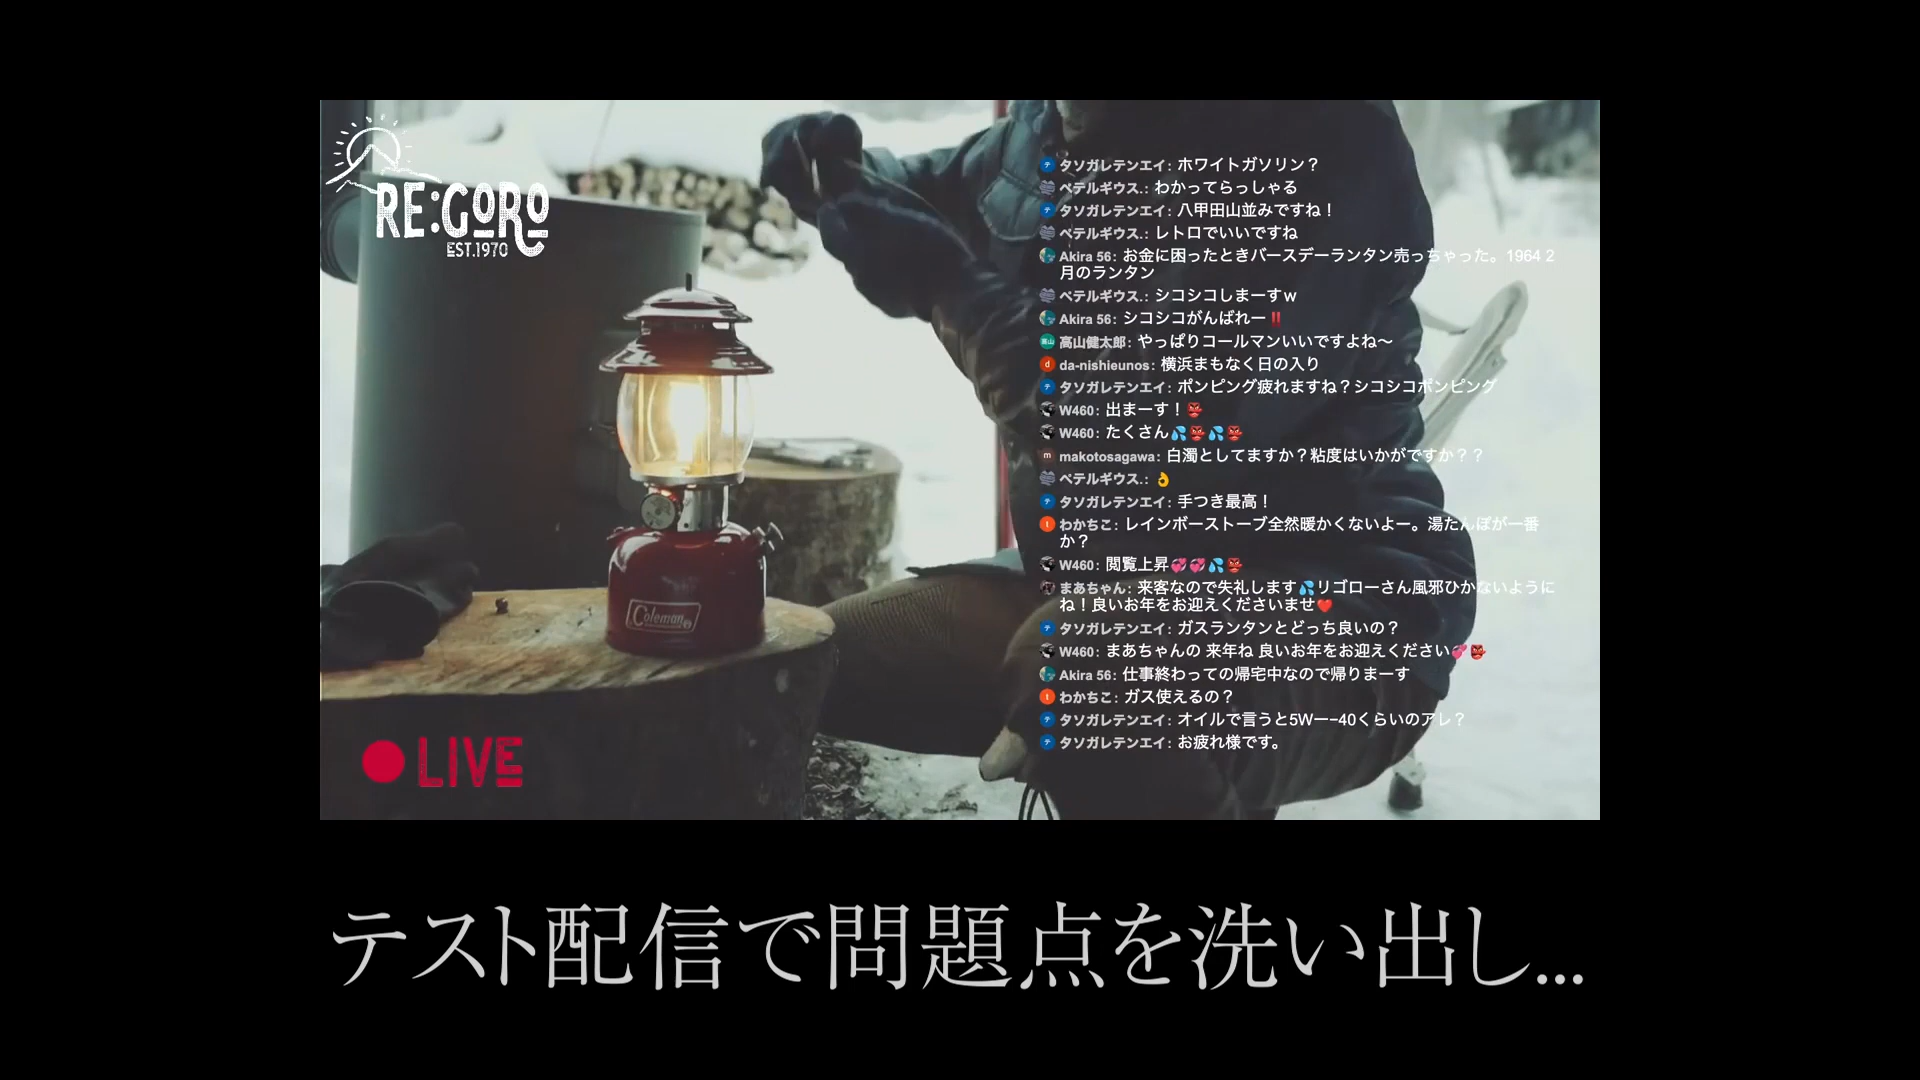 RE:GORO
EST.1970
タソガレテンエイ: ホワイトガソリン？
ベテルギウス.: わかってらっしゃる
タソガレテンエイ: 八甲田山並みですね！
ベテルギウス.: レトロでいいですね
Akira 56: お金に困ったときバースデーランタン売っちゃった。1964 2
月のランタン
ベテルギウス.: シコシコしまーすw
Akira 56: シコシコがんばれー‼️
高山健太郎: やっぱりコールマンいいですよね〜
da-nishieunos: 横浜まもなく日の入り
タソガレテンエイ: ポンピング疲れますね？シコシコポンピング
W460: 出まーす！👺
W460: たくさん💦👺💦👺
makotosagawa: 白濁としてますか？粘度はいかがですか？？
ベテルギウス.: 👌
タソガレテンエイ: 手つき最高！
わかちこ: レインボーストーブ全然暖かくないよー。湯たんぽが一番
か？
W460: 閲覧上昇💞💞💦👺
まあちゃん: 来客なので失礼します💦リゴローさん風邪ひかないように
ね！良いお年をお迎えくださいませ❤️
タソガレテンエイ: ガスランタンとどっち良いの？
W460: まあちゃんの 来年ね 良いお年をお迎えください💞👺
Akira 56: 仕事終わっての帰宅中なので帰りまーす
わかちこ: ガス使えるの？
タソガレテンエイ: オイルで言うと5Wー-40くらいのアレ？
タソガレテンエイ: お疲れ様です。
Coleman
LIVE
テスト配信で問題点を洗い出し...